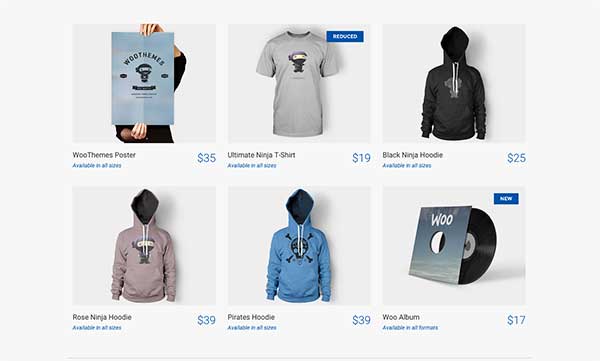 WOOTHEMES
REDUCED
WooThemes Poster
$35
Available in all sizes
Ultimate Ninja T-Shirt
$19
Available in all sizes
Black Ninja Hoodie
$25
Available in all sizes
NEW
WOO
Rose Ninja Hoodie
$39
Available in all sizes
Pirates Hoodie
$39
Available in all sizes
Woo Album
$17
Available in all formats